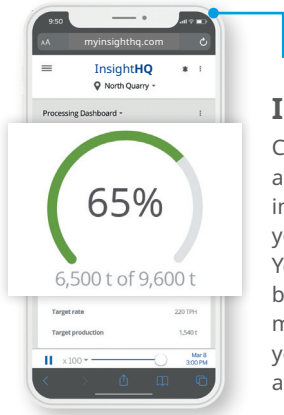 9:50
AA myinsighthq.com
InsightHQ
North Quarry
Processing Dashboard
65%
6,500 t of 9,600 t
Target rate 220 TPH
Target production 1,540 t
x100 Mar 8
3:00 PM